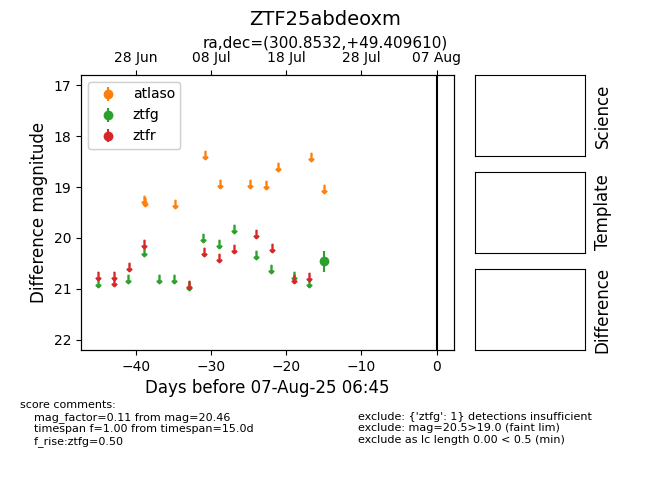 ZTF25abdeoxm
ra,dec=(300.8532,+49.409610)
28 Jun 08 Jul 18 Jul 28 Jul 07 Aug
atlaso
ztfg
ztfr
17
18
19
20
21
22
Difference magnitude
−40 −30 −20 −10 0
Days before 07-Aug-25 06:45
Science
Template
Difference
score comments:
mag_factor=0.11 from mag=20.46
timespan f=1.00 from timespan=15.0d
f_rise:ztfg=0.50
exclude: {'ztfg': 1} detections insufficient
exclude: mag=20.5>19.0 (faint lim)
exclude as lc length 0.00 < 0.5 (min)